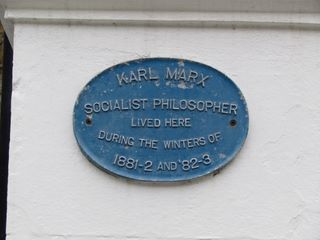 KARL MARX
SOCIALIST PHILOSOPHER
LIVED HERE
DURING THE WINTERS OF
1881-2 AND '82-3